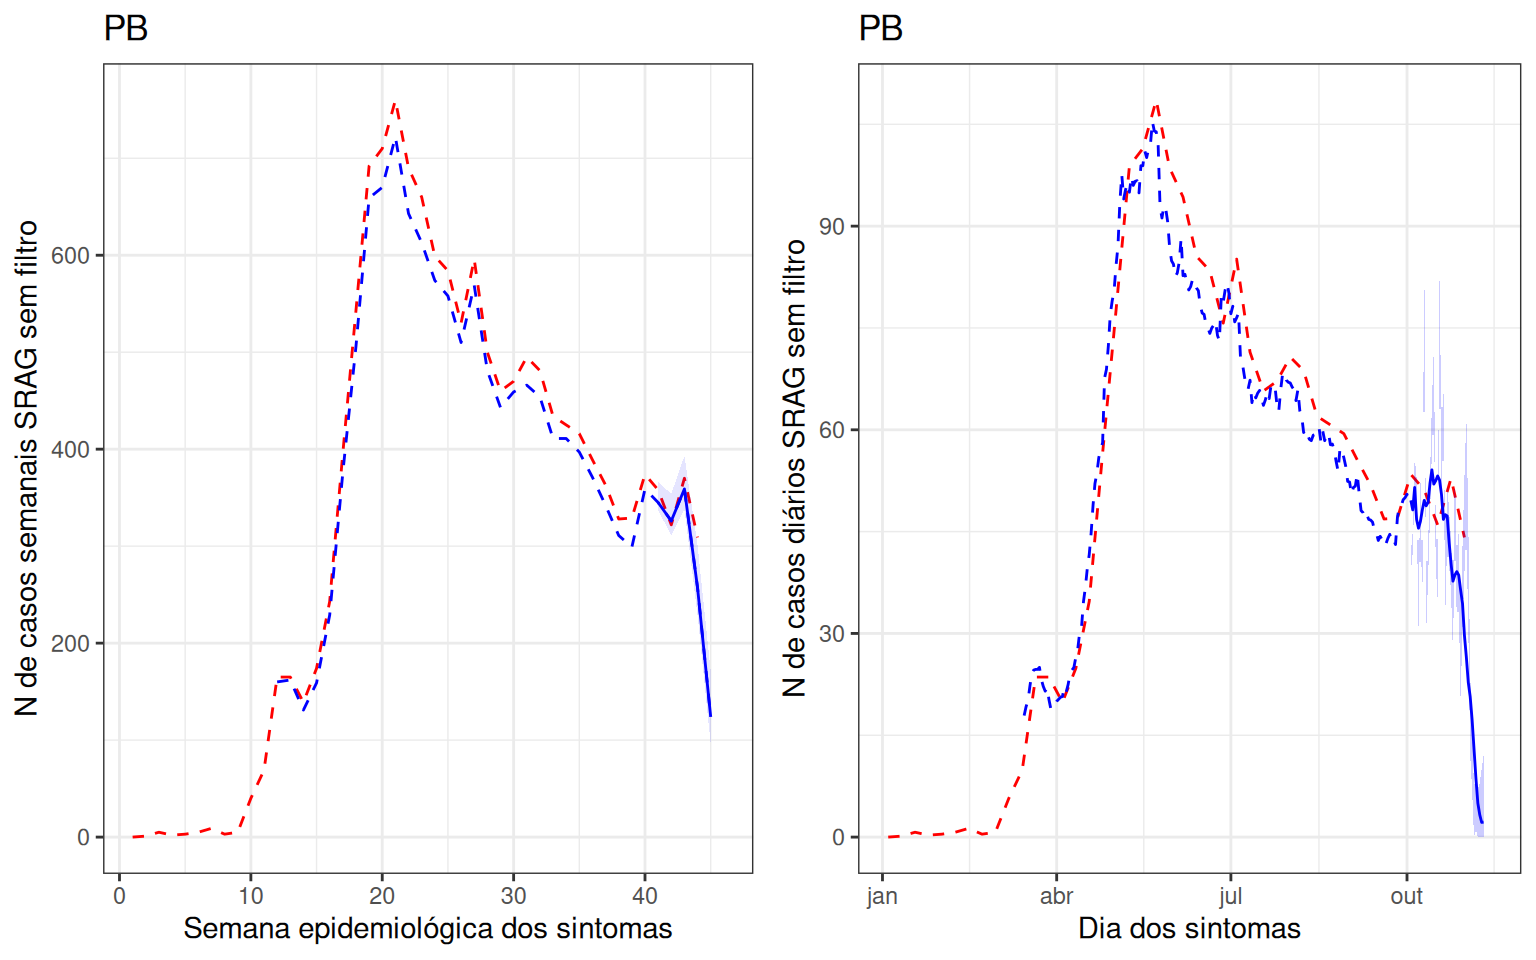 PB
N de casos semanais SRAG sem filtro
600
400
200
0
0 10 20 30 40
Semana epidemiológica dos sintomas
PB
N de casos diários SRAG sem filtro
90
60
30
0
jan abr jul out
Dia dos sintomas